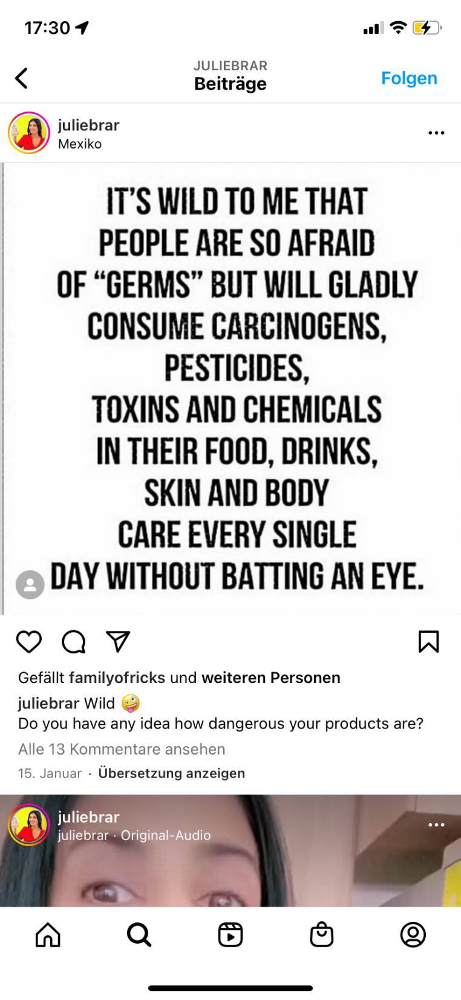 17:30
JULIEBRAR
Beiträge
Folgen
juliebrar
Mexiko
IT'S WILD TO ME THAT
PEOPLE ARE SO AFRAID
OF “GERMS” BUT WILL GLADLY
CONSUME CARCINOGENS,
PESTICIDES,
TOXINS AND CHEMICALS
IN THEIR FOOD, DRINKS,
SKIN AND BODY
CARE EVERY SINGLE
DAY WITHOUT BATTING AN EYE.
Gefällt familyofricks und weiteren Personen
juliebrar Wild 🤪
Do you have any idea how dangerous your products are?
Alle 13 Kommentare ansehen
15. Januar · Übersetzung anzeigen
juliebrar
juliebrar · Original-Audio